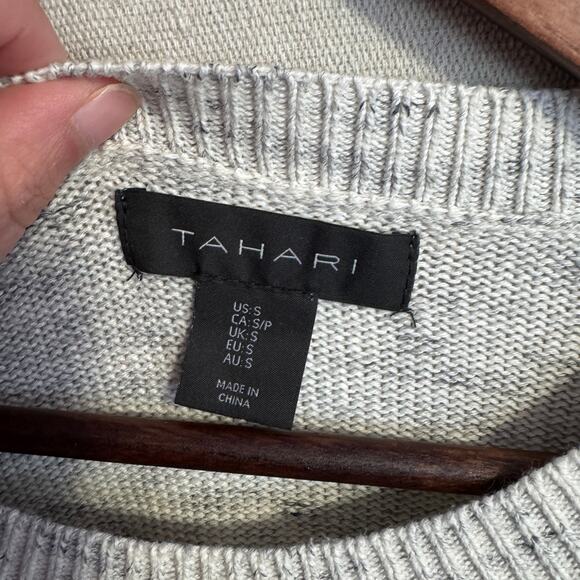 TAHARI
US:S
CA:S/P
UK:S
EU:S
AU:S
MADE IN
CHINA